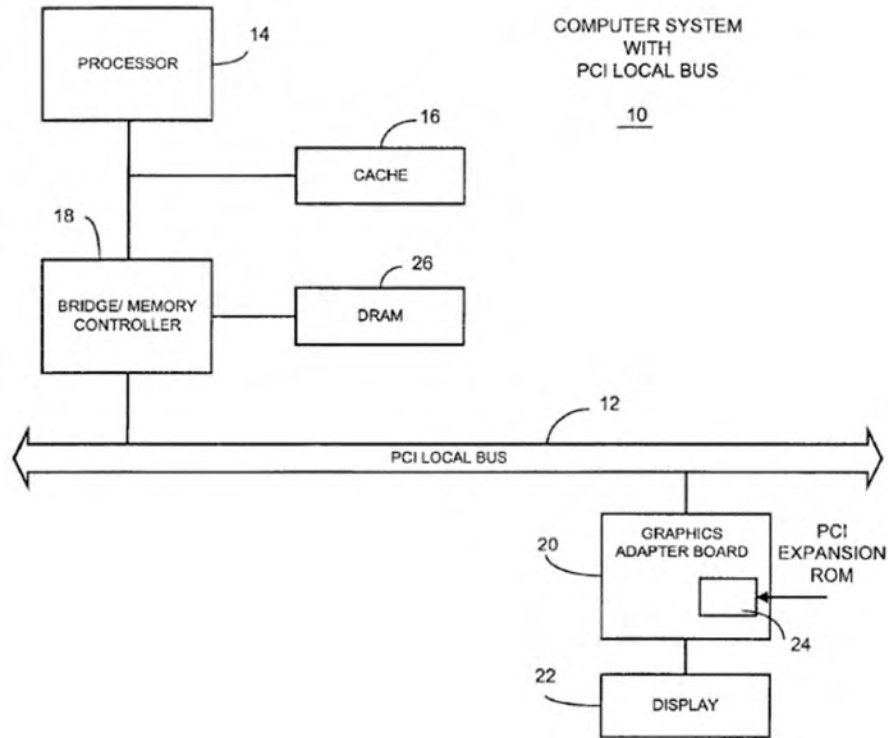 14
PROCESSOR
COMPUTER SYSTEM
WITH
PCI LOCAL BUS
10
16
CACHE
18
BRIDGE/ MEMORY
CONTROLLER
26
DRAM
12
PCI LOCAL BUS
20
GRAPHICS
ADAPTER BOARD
PCI
EXPANSION
ROM
24
22
DISPLAY